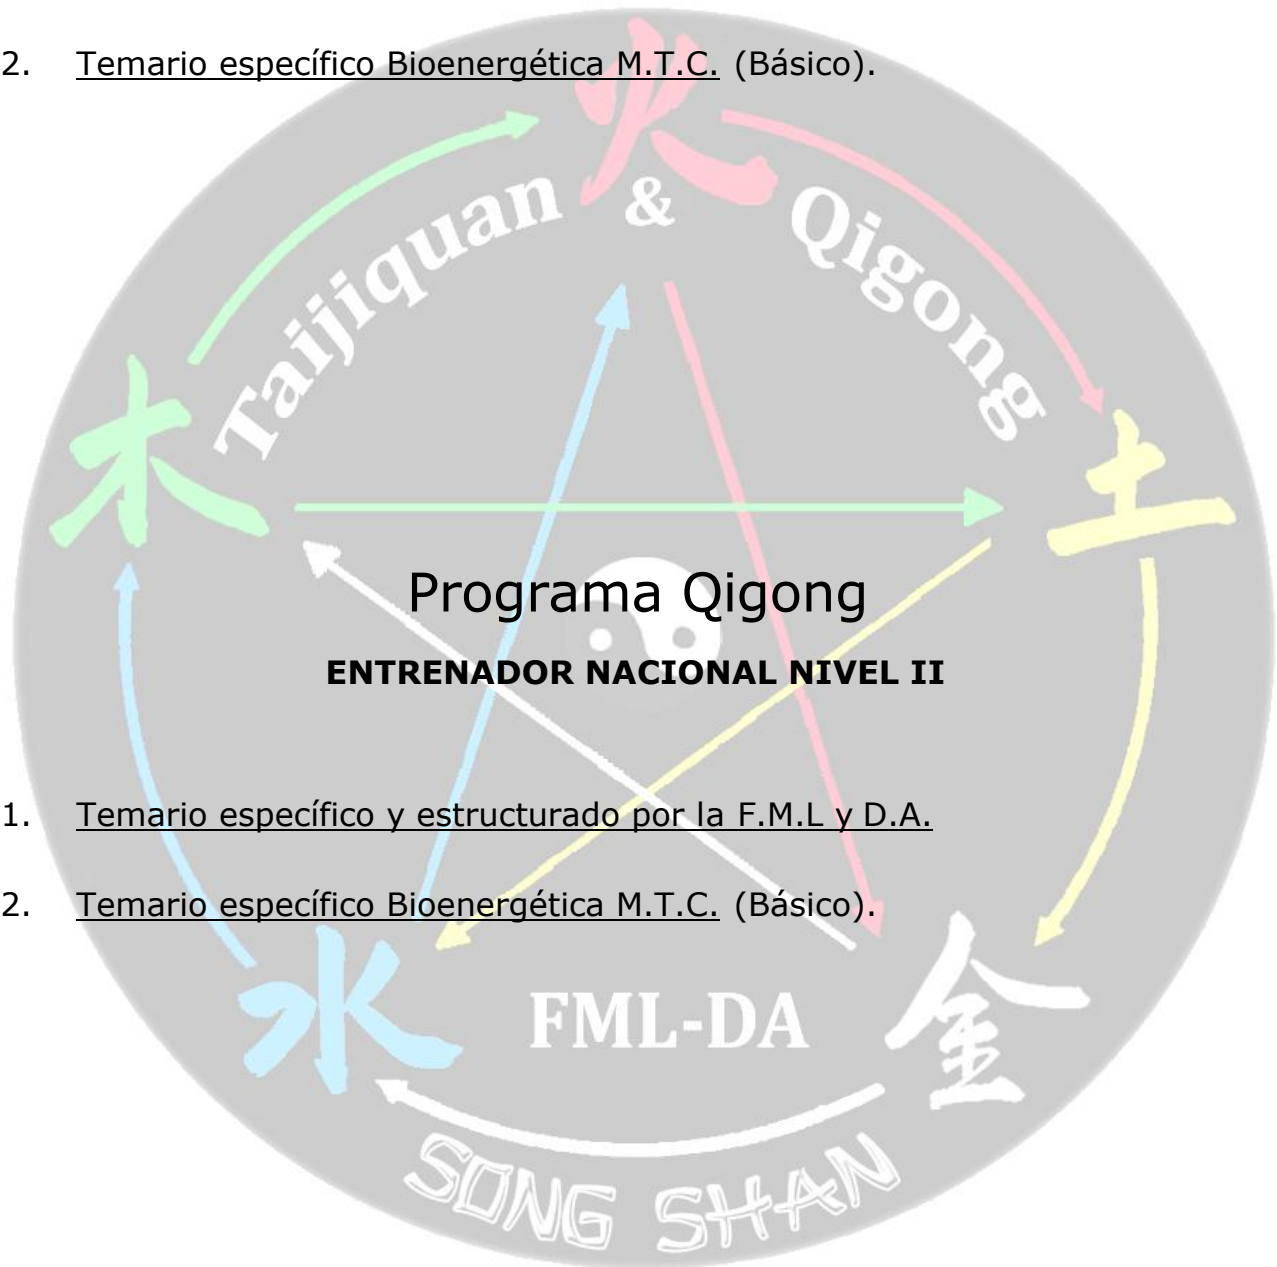 2. Temario específico Bioenergética M.T.C. (Básico).
火
Taijiquan & Qigong
木
土
Programa Qigong
ENTRENADOR NACIONAL NIVEL II
1. Temario específico y estructurado por la F.M.L y D.A.
2. Temario específico Bioenergética M.T.C. (Básico).
水
FML-DA
金
SONG SHAN